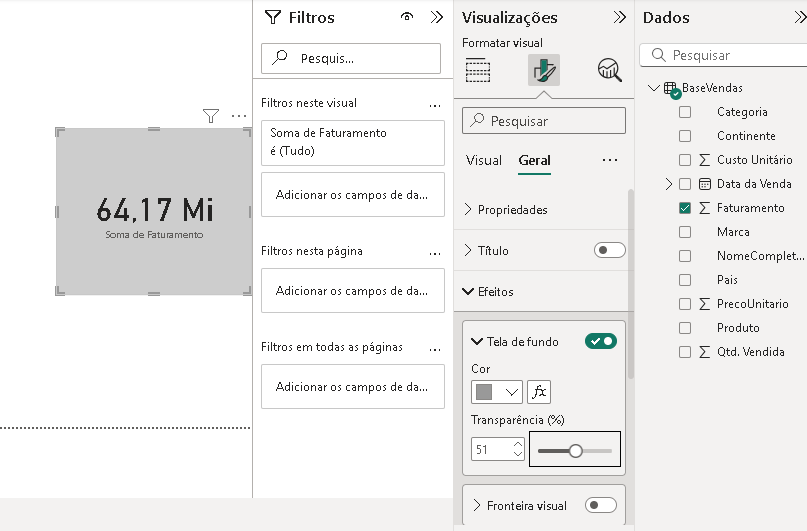 Filtros
Pesquis...
Filtros neste visual
...
Soma de Faturamento
é (Tudo)
Adicionar os campos de da...
Filtros nesta página
...
Adicionar os campos de da...
Filtros em todas as páginas
...
Adicionar os campos de da...
64,17 Mi
Soma de Faturamento
Visualizações
Formatar visual
Pesquisar
Visual
Geral
...
Propriedades
Título
Efeitos
Tela de fundo
Cor
fx
Transparência (%)
51
Fronteira visual
Dados
Pesquisar
BaseVendas
Categoria
Continente
Custo Unitário
Data da Venda
Faturamento
Marca
NomeComplet...
Pais
PrecoUnitario
Produto
Qtd. Vendida